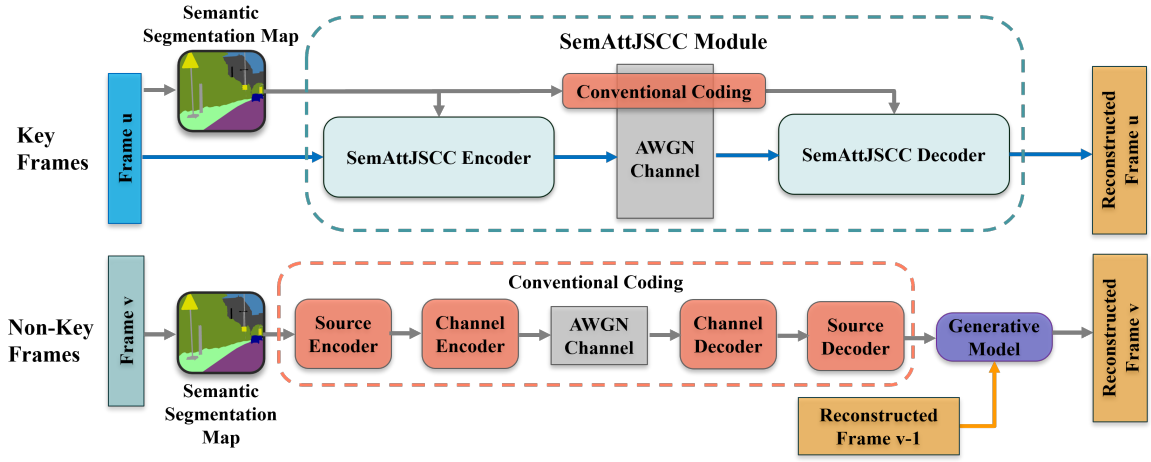 Semantic
Segmentation Map
SemAttJSCC Module
Key
Frames
Frame u
Conventional Coding
SemAttJSCC Encoder
AWGN
Channel
SemAttJSCC Decoder
Reconstructed
Frame u
Non-Key
Frames
Frame v
Semantic
Segmentation
Map
Conventional Coding
Source
Encoder
Channel
Encoder
AWGN
Channel
Channel
Decoder
Source
Decoder
Generative
Model
Reconstructed
Frame v-1
Reconstructed
Frame v